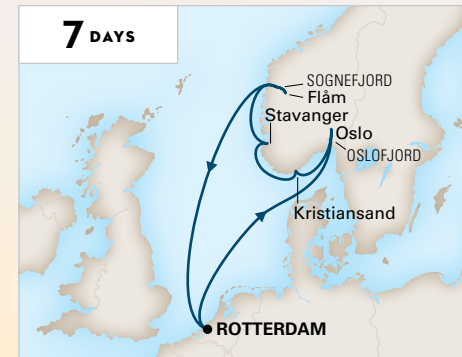 7 DAYS
SOGNEFJORD
Flåm
Stavanger
Oslo
OSLOFJORD
Kristiansand
ROTTERDAM